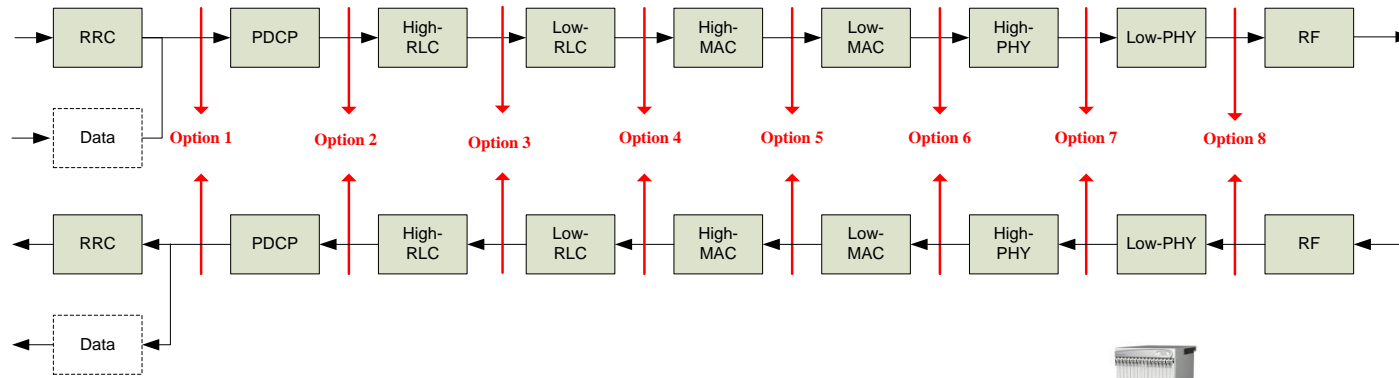 RRC
PDCP
High-
RLC
Low-
RLC
High-
MAC
Low-
MAC
High-
PHY
Low-PHY
RF
Data
Option 1
Option 2
Option 3
Option 4
Option 5
Option 6
Option 7
Option 8
RRC
PDCP
High-
RLC
Low-
RLC
High-
MAC
Low-
MAC
High-
PHY
Low-PHY
RF
Data